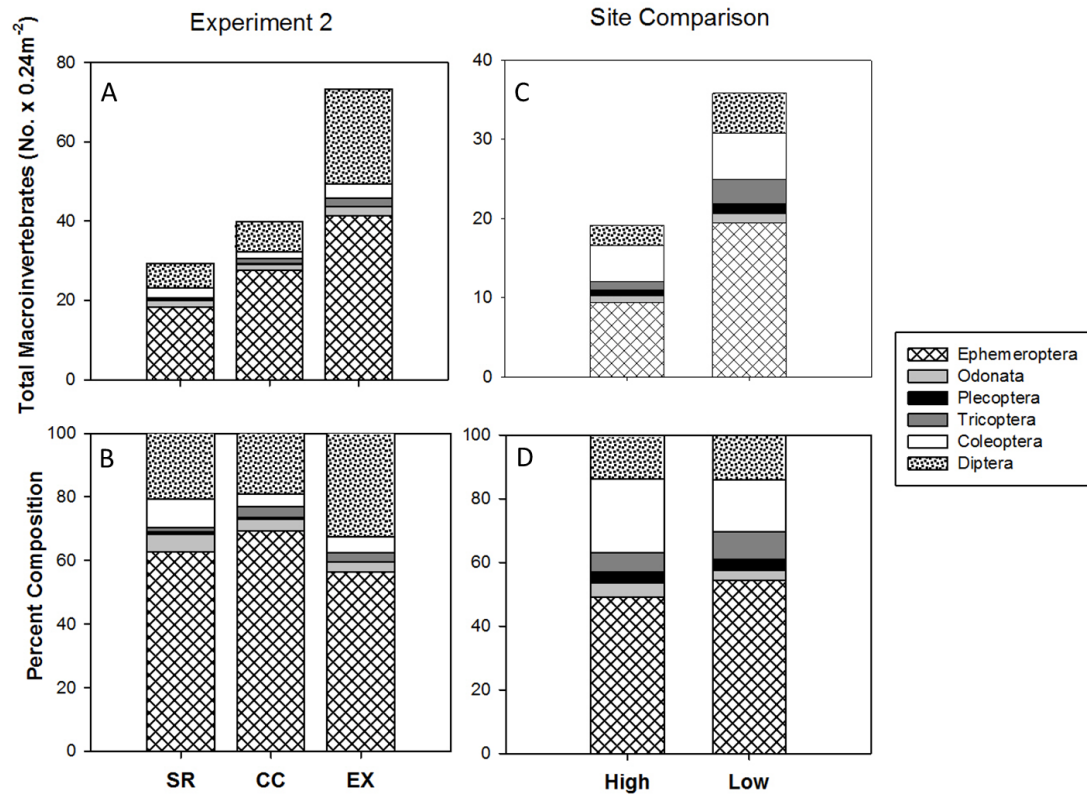 Experiment 2
Site Comparison
Total Macroinvertebrates (No. x 0.24m-2)
80
60
40
20
0
A
40
30
20
10
0
C
Percent Composition
100
80
60
40
20
0
B
SR CC EX
100
80
60
40
20
0
D
High Low
Ephemeroptera
Odonata
Plecoptera
Tricoptera
Coleoptera
Diptera